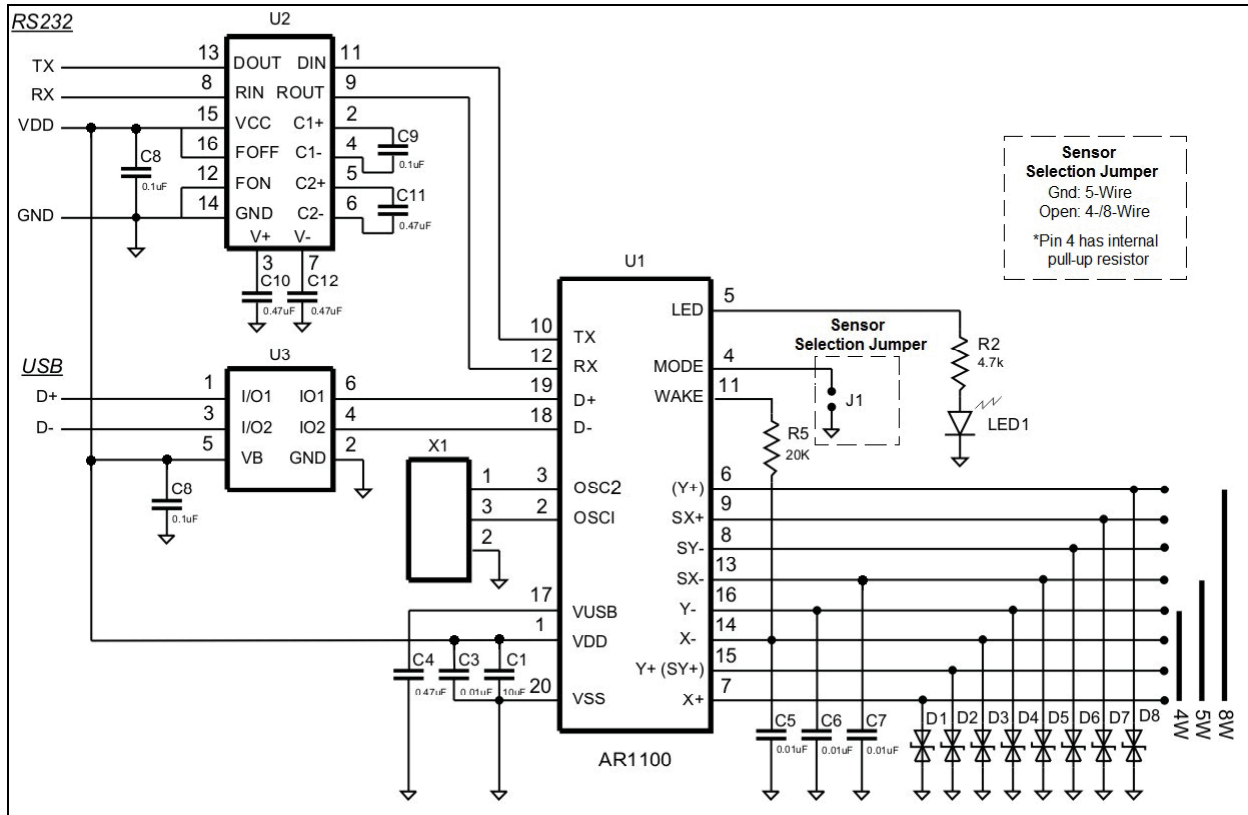 RS232
U2
TX
RX
VDD
GND
13
8
15
16
12
14
DOUT DIN
RIN ROUT
VCC C1+
FOFF C1-
FON C2+
GND C2-
V+ V-
11
9
2
4
5
6
3
7
C8
0.1uF
C9
0.1uF
C11
0.47uF
C10
0.47uF
C12
0.47uF
Sensor
Selection Jumper
Gnd: 5-Wire
Open: 4-/8-Wire
*Pin 4 has internal
pull-up resistor
USB
D+
D-
U3
1
3
5
I/O1 IO1
I/O2 IO2
VB GND
6
4
2
C8
0.1uF
X1
1
3
2
U1
10
12
19
18
3
2
17
1
20
TX
RX
D+
D-
OSC2
OSCI
VUSB
VDD
VSS
LED
MODE
WAKE
(Y+)
SX+
SY-
SX-
Y-
X-
Y+ (SY+)
X+
5
4
11
6
9
8
13
16
14
15
7
AR1100
C4
0.47uF
C3
0.01uF
C1
10uF
Sensor
Selection Jumper
J1
R2
4.7k
LED1
R5
20K
C5
0.01uF
C6
0.01uF
C7
0.01uF
D1 D2 D3 D4 D5 D6 D7 D8
4W
5W
8W